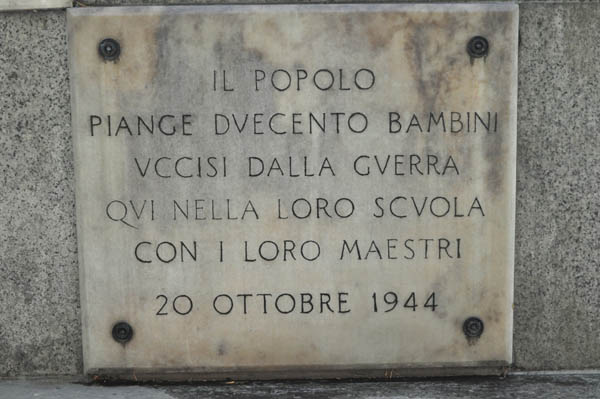 IL POPOLO
PIANGE DVECENTO BAMBINI
VCCISI DALLA GVERRA
QVI NELLA LORO SCVOLA
CON I LORO MAESTRI
20 OTTOBRE 1944